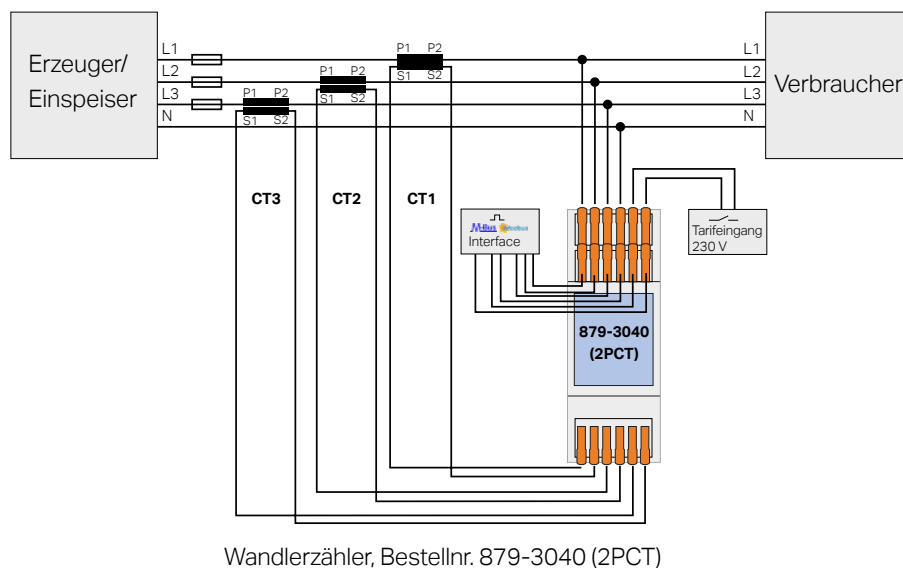 Erzeuger/
Einspeiser
L1
L2
L3
N
P1 P2
S1 S2
P1 P2
S1 S2
P1 P2
S1 S2
L1
L2
L3
N
Verbraucher
CT3
CT2
CT1
M-Bus Modbus
Interface
Tarifeingang
230 V
879-3040
(2PCT)
Wandlerzähler, Bestellnr. 879-3040 (2PCT)